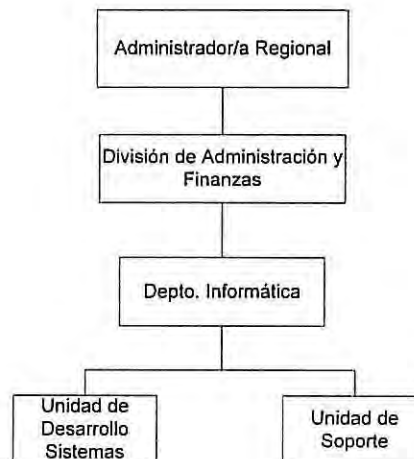 Administrador/a Regional
División de Administración y
Finanzas
Depto. Informática
Unidad de
Desarrollo
Sistemas
Unidad de
Soporte